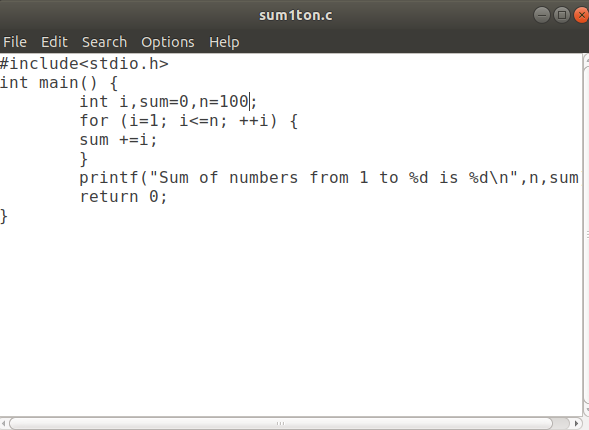 sum1ton.c
File Edit Search Options Help
#include<stdio.h>
int main() {
        int i,sum=0,n=100;
        for (i=1; i<=n; ++i) {
        sum +=i;
        }
        printf("Sum of numbers from 1 to %d is %d\n",n,sum
        return 0;
}